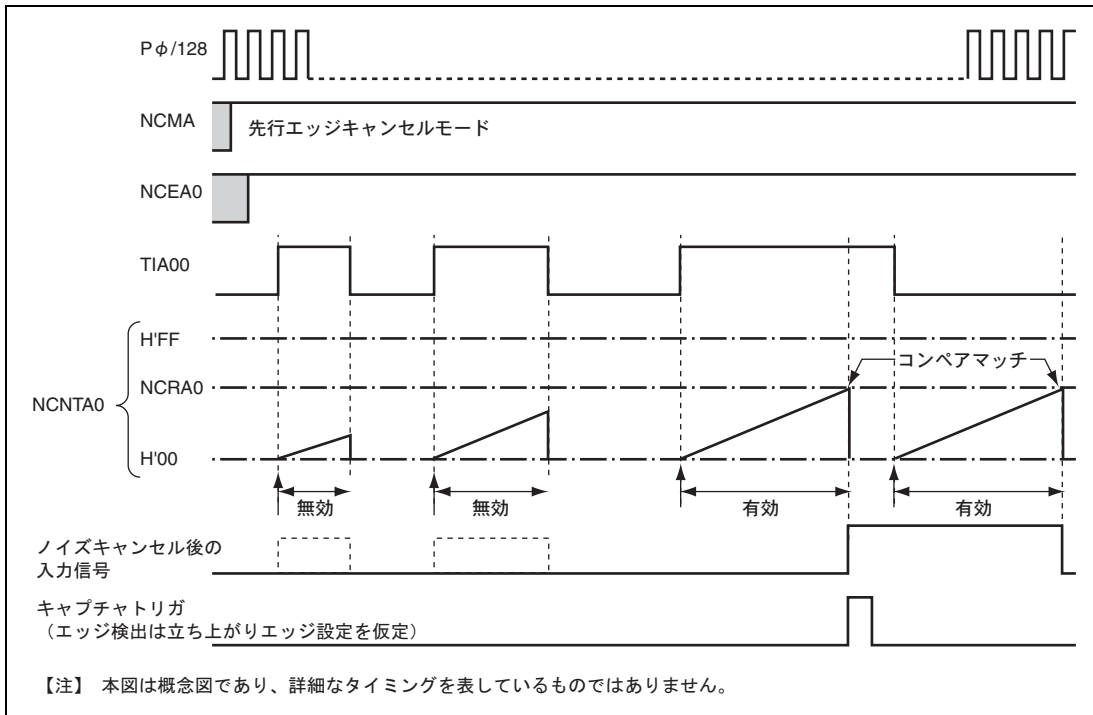 Pφ/128
NCMA
先行エッジキャンセルモード
NCEA0
TIA00
H'FF
コンペアマッチ
NCRA0
NCNTA0
H'00
無効
無効
有効
有効
ノイズキャンセル後の
入力信号
キャプチャトリガ
（エッジ検出は立ち上がりエッジ設定を仮定）
【注】 本図は概念図であり、詳細なタイミングを表しているものではありません。